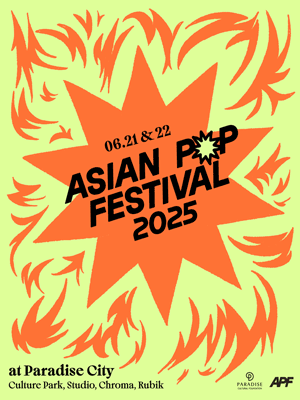 06.21 & 22
ASIAN POP
FESTIVAL
2025
at Paradise City
Culture Park, Studio, Chroma, Rubik
PARADISE
APF